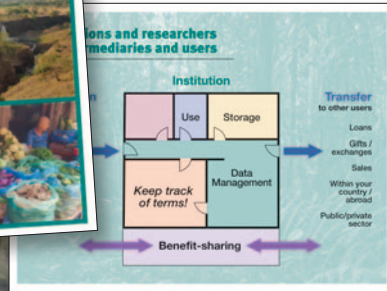 ions and researchers
rmediaries and users
Institution
Transfer
to other users
Use
Storage
Loans
Gifts /
exchanges
Sales
Within your
country /
abroad
Public/private
sector
Data
Management
Keep track
of terms!
Benefit-sharing